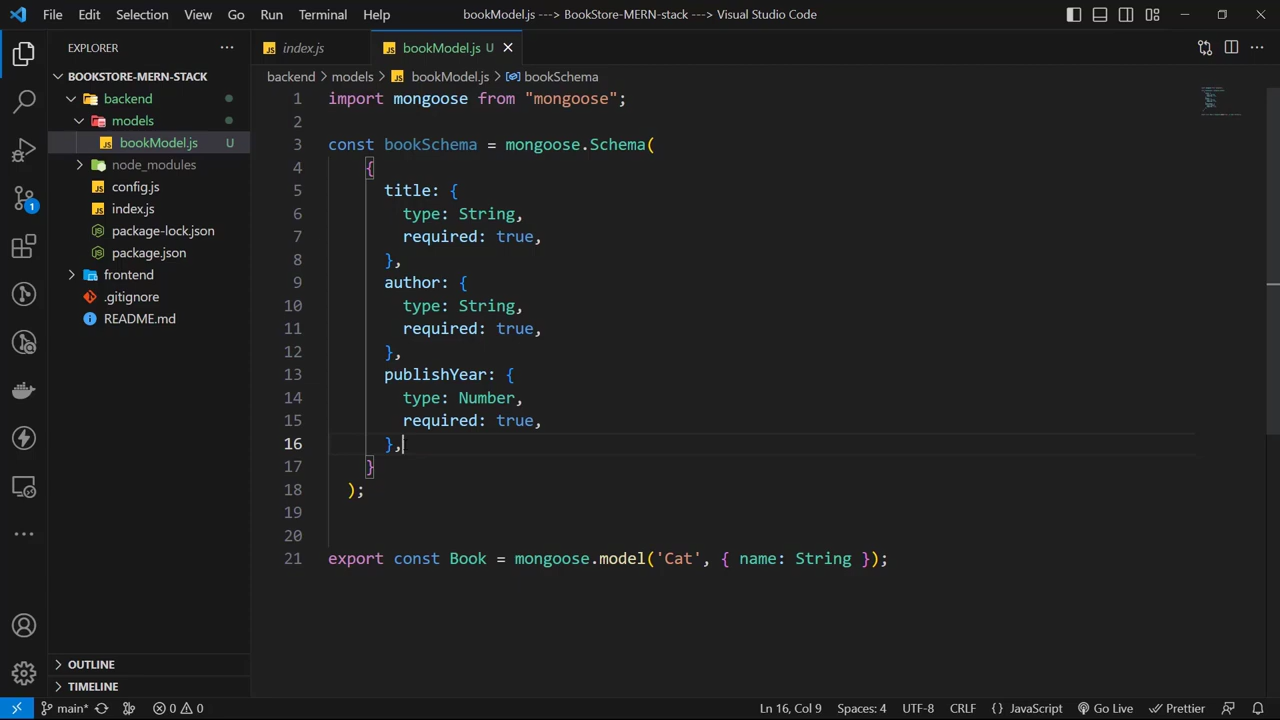 File Edit Selection View Go Run Terminal Help bookModel.js ---> BookStore-MERN-stack ---> Visual Studio Code
EXPLORER
BOOKSTORE-MERN-STACK
backend
models
bookModel.js U
node_modules
config.js
index.js
package-lock.json
package.json
frontend
.gitignore
README.md
OUTLINE
TIMELINE
1
JS index.js JS bookModel.js U
backend > models > JS bookModel.js > bookSchema
1 import mongoose from "mongoose";
2
3 const bookSchema = mongoose.Schema(
4 {
5 title: {
6 type: String,
7 required: true,
8 },
9 author: {
10 type: String,
11 required: true,
12 },
13 publishYear: {
14 type: Number,
15 required: true,
16 },
17 }
18 );
19
20
21 export const Book = mongoose.model('Cat', { name: String });
main* 0 0 Ln 16, Col 9 Spaces: 4 UTF-8 CRLF {} JavaScript Go Live Prettier